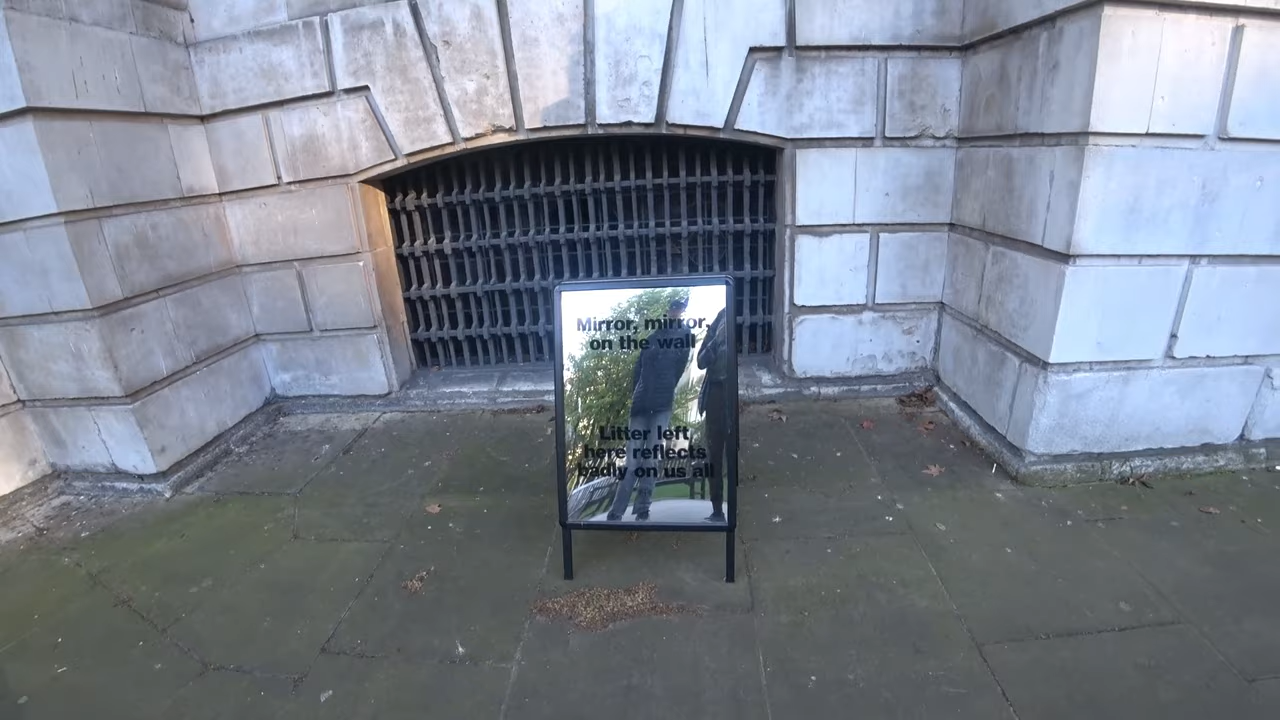 Mirror, mirror,
on the wall
Litter left
here reflects
badly on us all